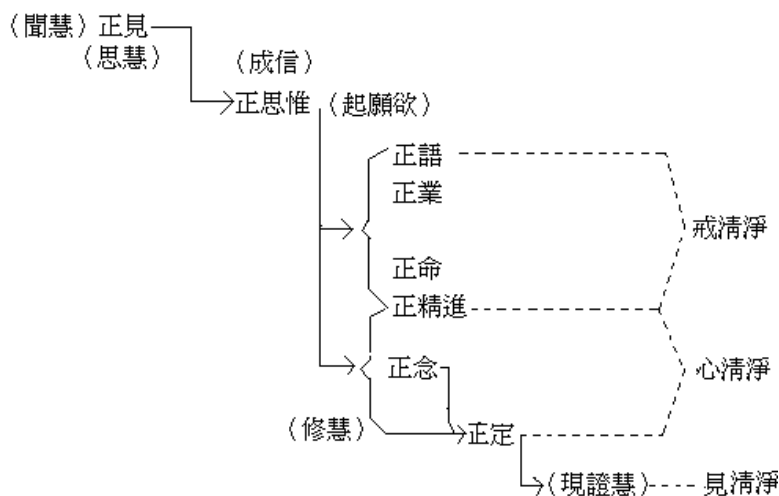 （聞慧）正見
（思慧）
（成信）
正思惟（起願欲）
正語
正業
戒清淨
正命
正精進
正念
心清淨
（修慧）
正定
（現證慧）
見清淨